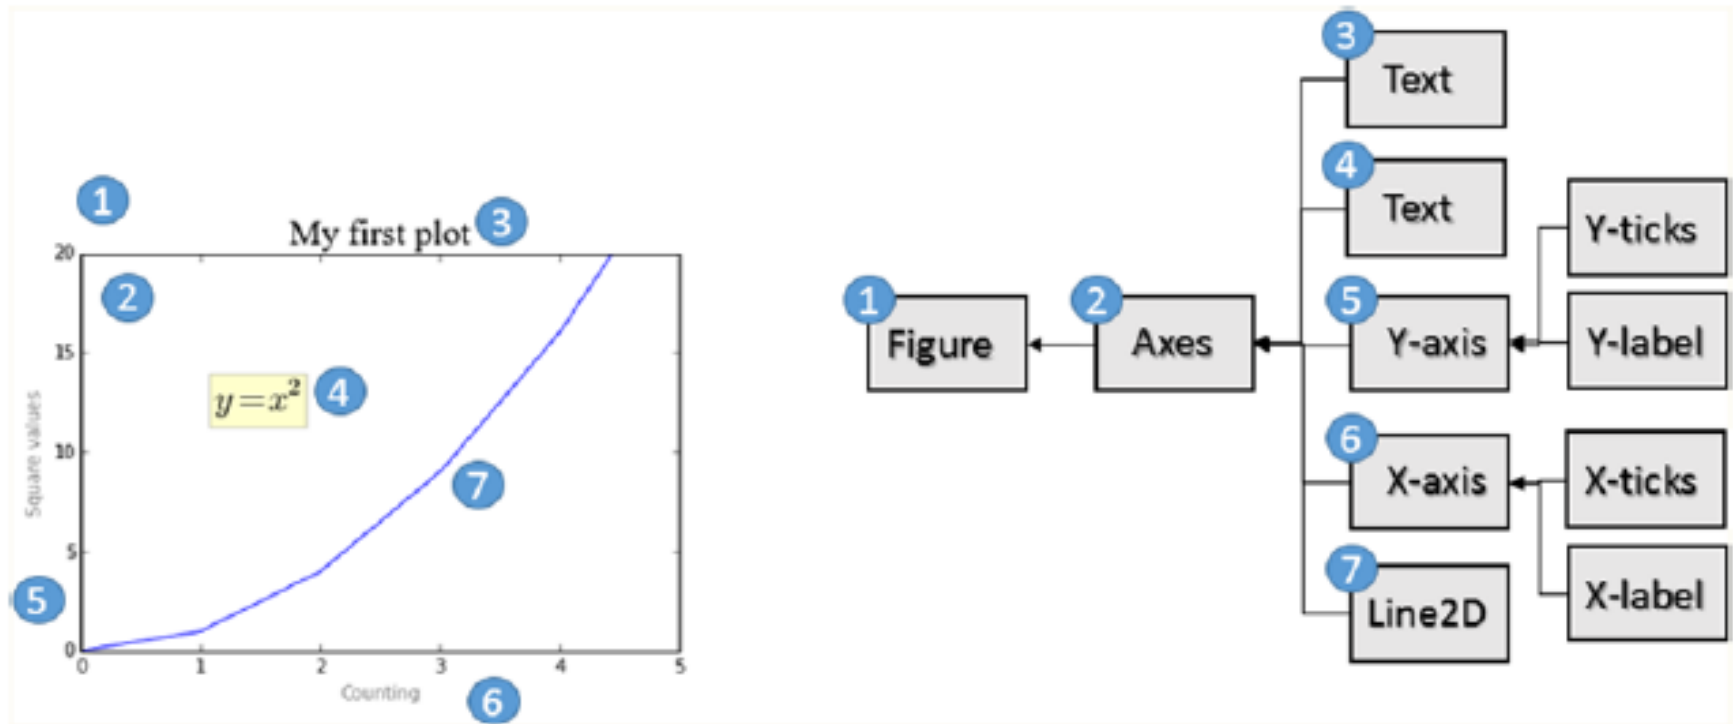 1
My first plot 3
20
2
15
y=x²
4
Square values
10
7
5
5
0
0 1 2 3 4 5
Counting
6
3
Text
4
Text
Y-ticks
1
Figure
2
Axes
5
Y-axis
Y-label
6
X-axis
X-ticks
7
Line2D
X-label